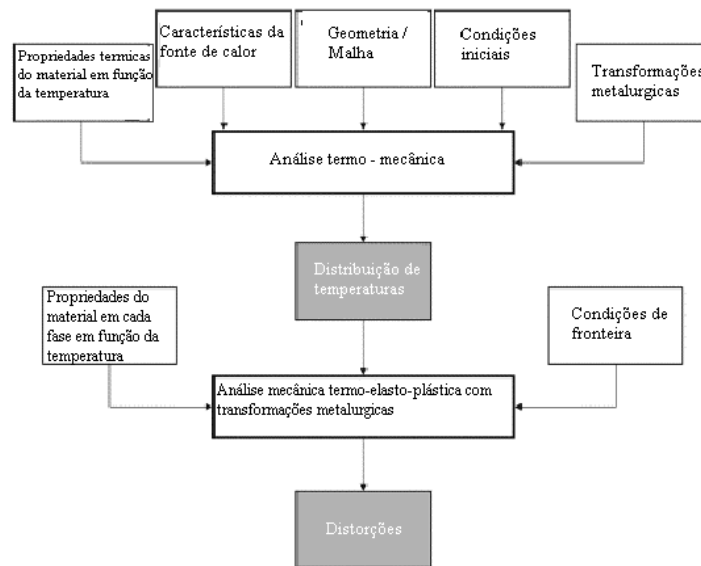 Características da
fonte de calor
Geometria /
Malha
Condições
iniciais
Propriedades termicas
do material em função
da temperatura
Transformações
metalurgicas
Análise termo - mecânica
Distribuição de
temperaturas
Propriedades do
material em cada
fase em função da
temperatura
Condições de
fronteira
Análise mecânica termo-elasto-plástica com
transformações metalurgicas
Distorções